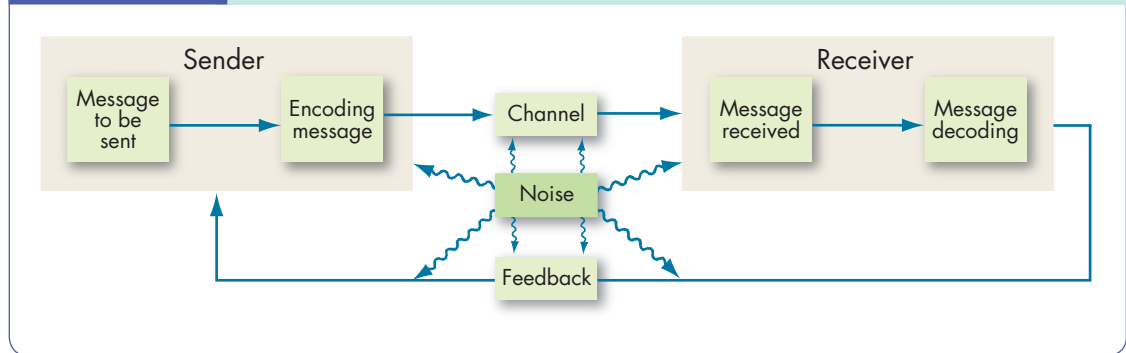 Sender
Message
to be
sent
Encoding
message
Channel
Receiver
Message
received
Message
decoding
Noise
Feedback